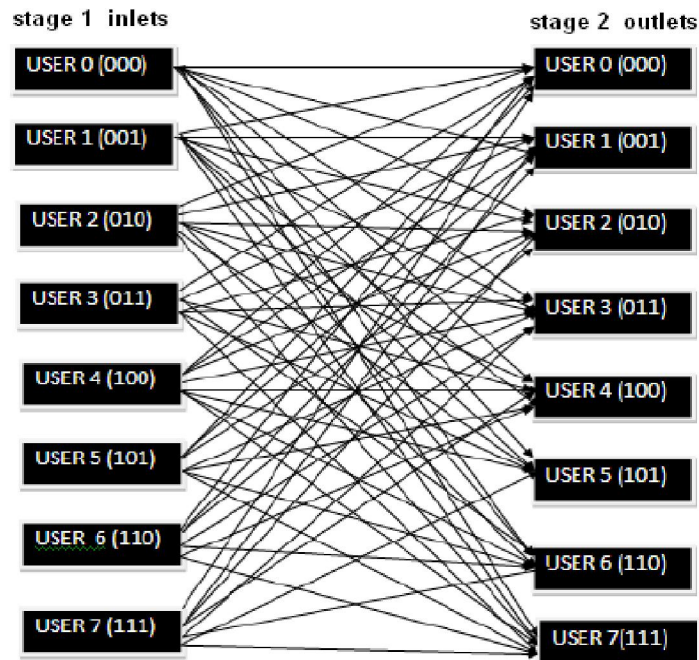 stage 1 inlets
stage 2 outlets
USER 0 (000)
USER 0 (000)
USER 1 (001)
USER 1 (001)
USER 2 (010)
USER 2 (010)
USER 3 (011)
USER 3 (011)
USER 4 (100)
USER 4 (100)
USER 5 (101)
USER 5 (101)
USER 6 (110)
USER 6 (110)
USER 7 (111)
USER 7(111)